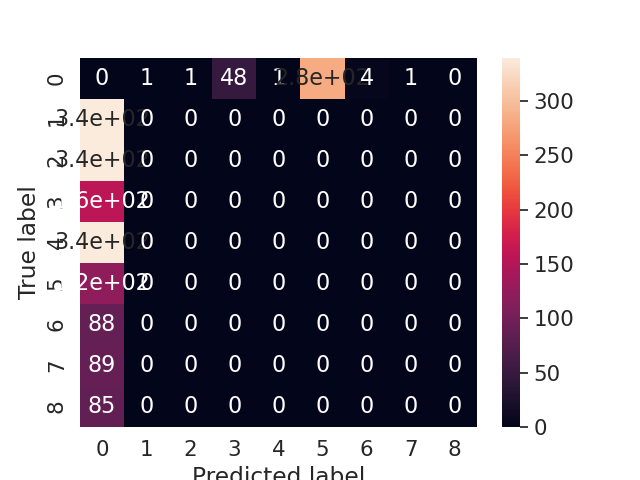 0 0 1 1 48 1 2.8e+02 4 1 0
1 3.4e+02 0 0 0 0 0 0 0 0
2 3.4e+02 0 0 0 0 0 0 0 0
3 6e+02 0 0 0 0 0 0 0 0
4 3.4e+02 0 0 0 0 0 0 0 0
5 2e+02 0 0 0 0 0 0 0 0
6 88 0 0 0 0 0 0 0 0
7 89 0 0 0 0 0 0 0 0
8 85 0 0 0 0 0 0 0 0
0 1 2 3 4 5 6 7 8
True label
Predicted label
300
250
200
150
100
50
0